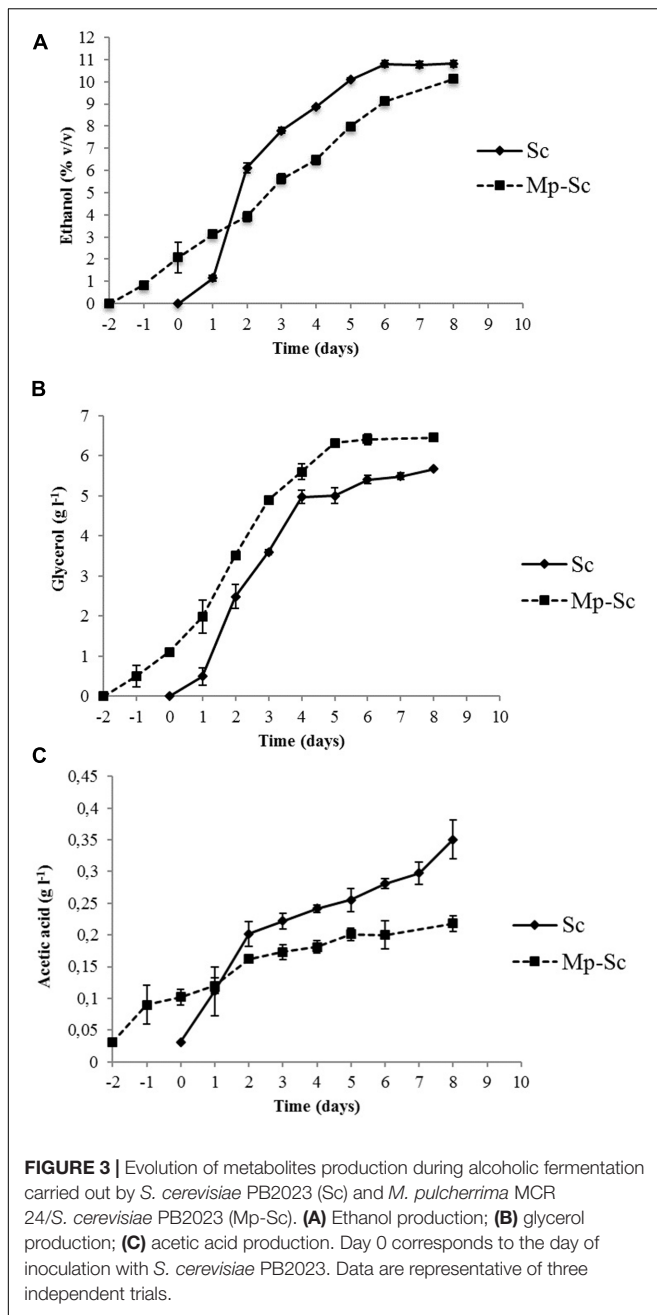 A
12
11
10
9
8
7
6
5
4
3
2
1
0
Ethanol (% v/v)
-2 -1 0 1 2 3 4 5 6 7 8 9 10
Time (days)
Sc
Mp-Sc
B
7
6
5
4
3
2
1
0
Glycerol (g l-1)
-2 -1 0 1 2 3 4 5 6 7 8 9 10
Time (days)
Sc
Mp-Sc
C
0,45
0,4
0,35
0,3
0,25
0,2
0,15
0,1
0,05
0
Acetic acid (g l-1)
-2 -1 0 1 2 3 4 5 6 7 8 9 10
Time (days)
Sc
Mp-Sc
FIGURE 3 | Evolution of metabolites production during alcoholic fermentation
carried out by S. cerevisiae PB2023 (Sc) and M. pulcherrima MCR
24/S. cerevisiae PB2023 (Mp-Sc). (A) Ethanol production; (B) glycerol
production; (C) acetic acid production. Day 0 corresponds to the day of
inoculation with S. cerevisiae PB2023. Data are representative of three
independent trials.